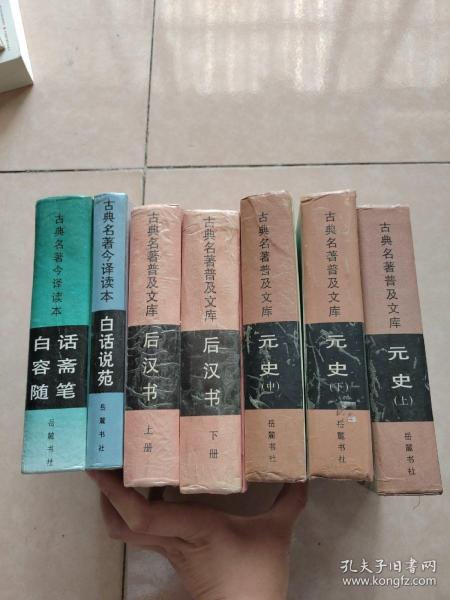 古典名著今译读本
白话
容斋
随笔
岳麓书社
古典名著今译读本
白话说苑
岳麓书社
古典名著普及文库
后汉书
上册
古典名著普及文库
后汉书
下册
古典名著普及文库
元史
(中)
岳麓书社
古典名著普及文库
元史
(下)
岳麓书社
古典名著普及文库
元史
(上)
岳麓书社
孔夫子旧书网
www.kongfz.com